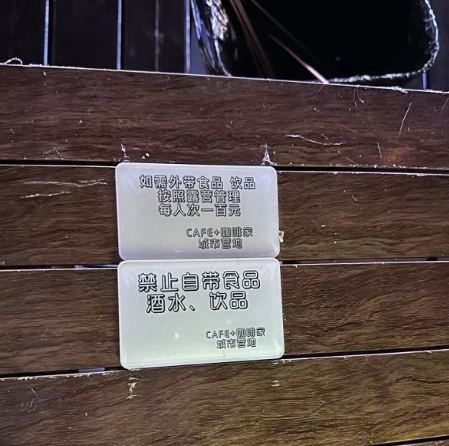 如需外带食品 饮品
按照露营管理
每人次一百元
CAFE+咖啡家
城市营地
禁止自带食品
酒水、饮品
CAFE+咖啡家
城市营地